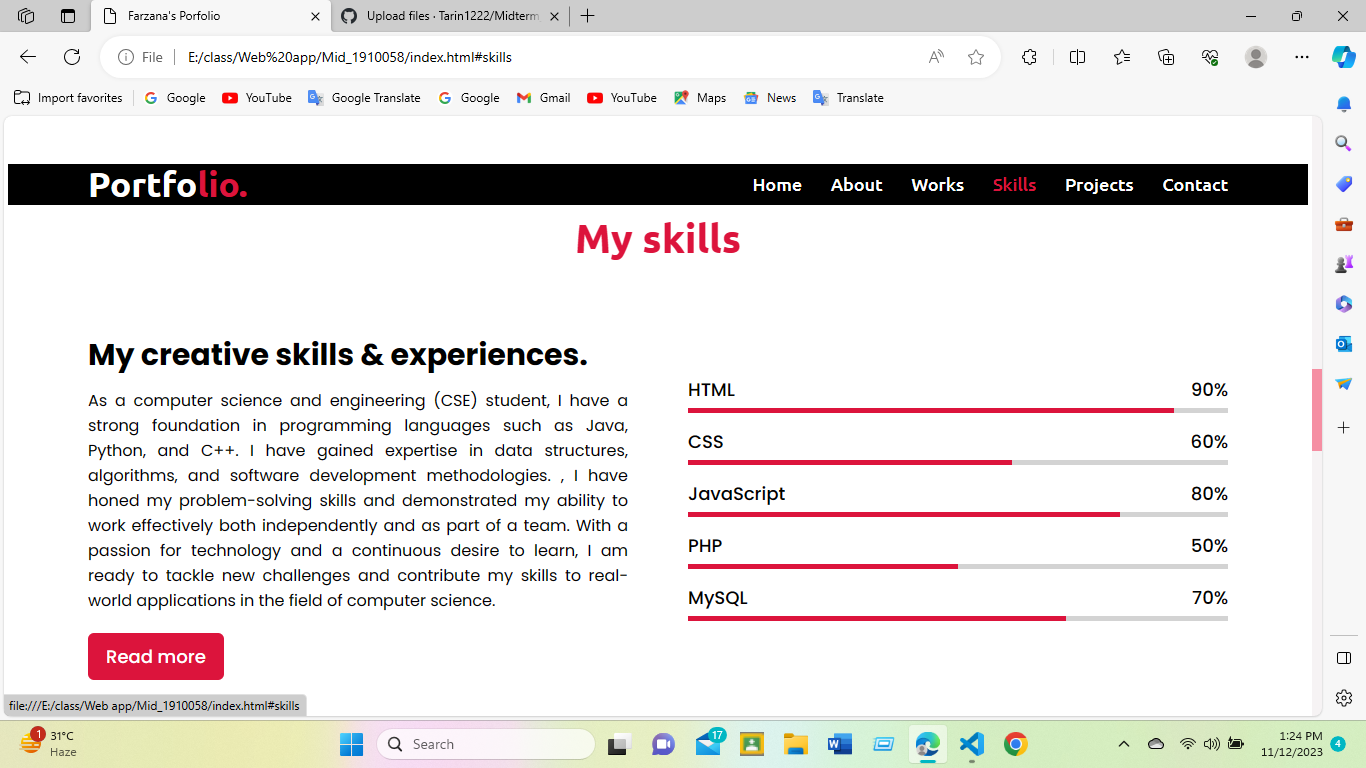 Farzana's Porfolio
Upload files · Tarin1222/Midterm
File
E:/class/Web%20app/Mid_1910058/index.html#skills
Import favorites
Google
YouTube
Google Translate
Google
Gmail
YouTube
Maps
News
Translate
Portfolio.
Home
About
Works
Skills
Projects
Contact
My skills
My creative skills & experiences.
As a computer science and engineering (CSE) student, I have a
strong foundation in programming languages such as Java,
Python, and C++. I have gained expertise in data structures,
algorithms, and software development methodologies. , I have
honed my problem-solving skills and demonstrated my ability to
work effectively both independently and as part of a team. With a
passion for technology and a continuous desire to learn, I am
ready to tackle new challenges and contribute my skills to real-
world applications in the field of computer science.
Read more
HTML 90%
CSS 60%
JavaScript 80%
PHP 50%
MySQL 70%
file:///E:/class/Web app/Mid_1910058/index.html#skills
1
31°C
Haze
Search
17
1:24 PM
11/12/2023
4